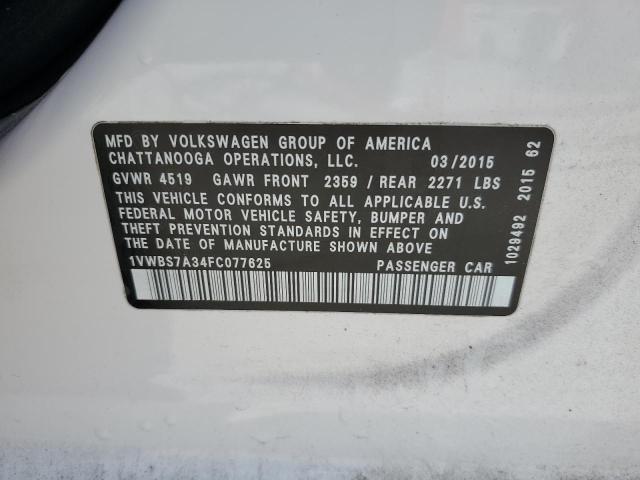 MFD BY VOLKSWAGEN GROUP OF AMERICA
CHATTANOOGA OPERATIONS, LLC. 03/2015
GVWR 4519 GAWR FRONT 2359 / REAR 2271 LBS
THIS VEHICLE CONFORMS TO ALL APPLICABLE U.S.
FEDERAL MOTOR VEHICLE SAFETY, BUMPER AND
THEFT PREVENTION STANDARDS IN EFFECT ON
THE DATE OF MANUFACTURE SHOWN ABOVE
1VWBS7A34FC077625 PASSENGER CAR
1029492 2015 62